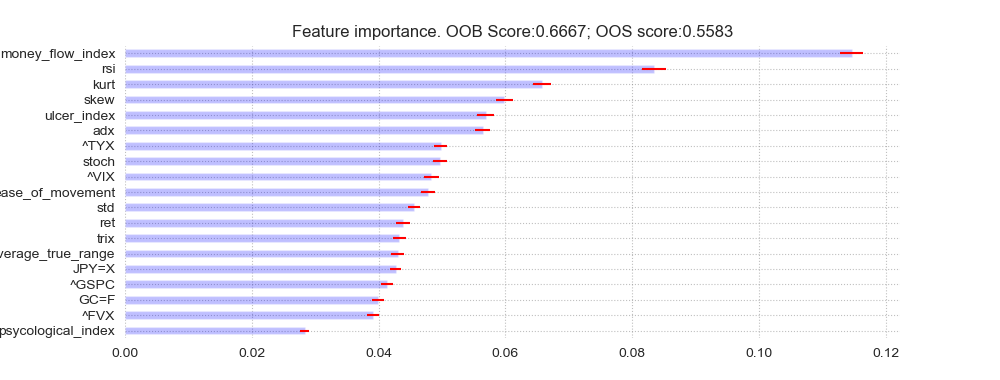 Feature importance. OOB Score:0.6667; OOS score:0.5583
money_flow_index
rsi
kurt
skew
ulcer_index
adx
^TYX
stoch
^VIX
ease_of_movement
std
ret
trix
verage_true_range
JPY=X
^GSPC
GC=F
^FVX
psycological_index
0.00 0.02 0.04 0.06 0.08 0.10 0.12